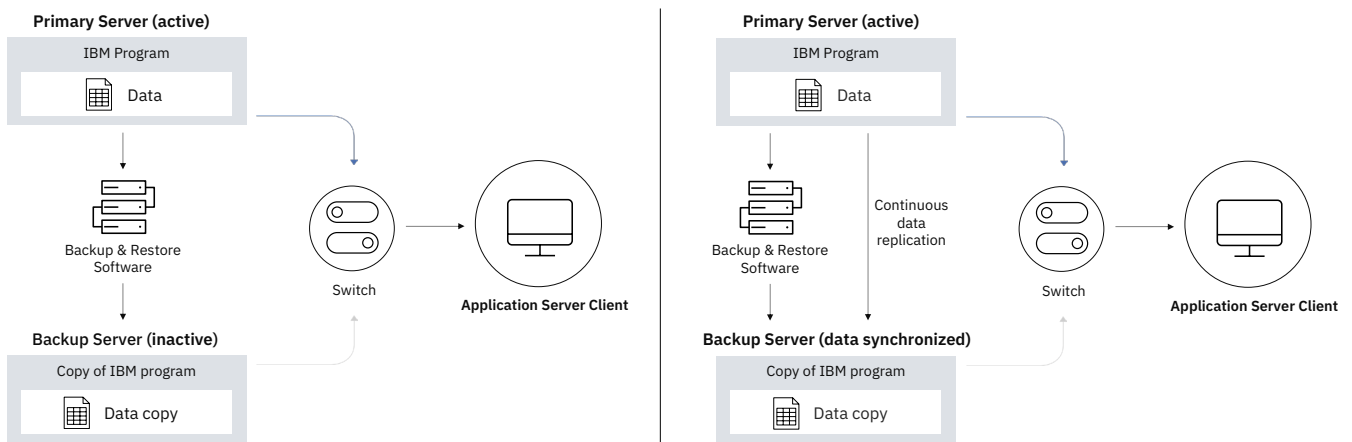 Primary Server (active)
IBM Program
Data
Backup & Restore
Software
Switch
Application Server Client
Backup Server (inactive)
Copy of IBM program
Data copy
Primary Server (active)
IBM Program
Data
Continuous
data
replication
Backup & Restore
Software
Switch
Application Server Client
Backup Server (data synchronized)
Copy of IBM program
Data copy